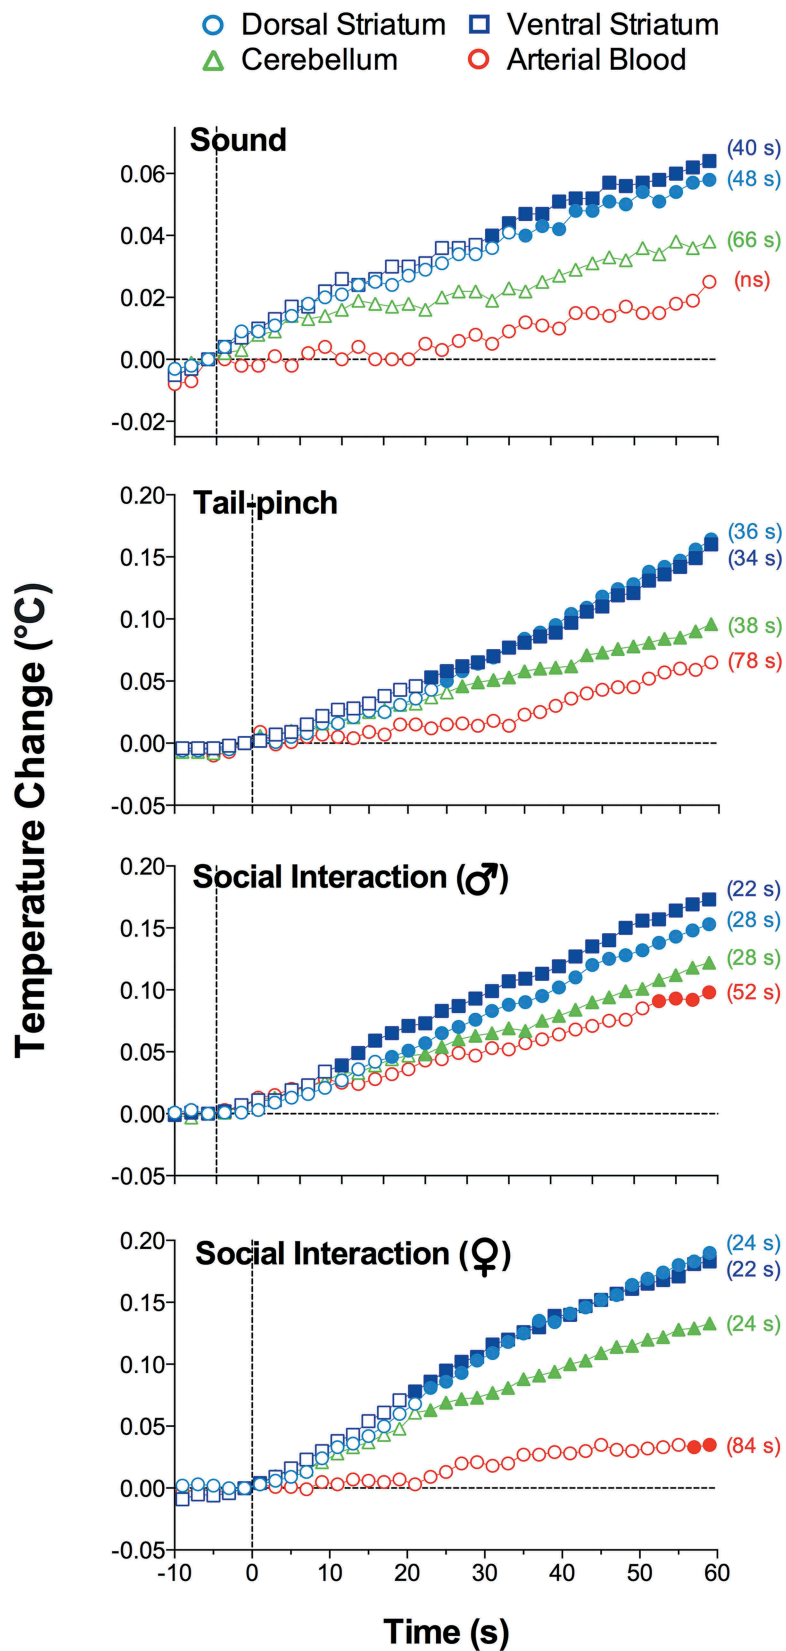 Dorsal Striatum Ventral Striatum
Cerebellum Arterial Blood
Temperature Change (°C)
Sound
0.06
0.04
0.02
0.00
-0.02
(40 s)
(48 s)
(66 s)
(ns)
Tail-pinch
0.20
0.15
0.10
0.05
0.00
-0.05
(36 s)
(34 s)
(38 s)
(78 s)
Social Interaction (♂)
0.20
0.15
0.10
0.05
0.00
-0.05
(22 s)
(28 s)
(28 s)
(52 s)
Social Interaction (♀)
0.20
0.15
0.10
0.05
0.00
-0.05
(24 s)
(22 s)
(24 s)
(84 s)
-10 0 10 20 30 40 50 60
Time (s)